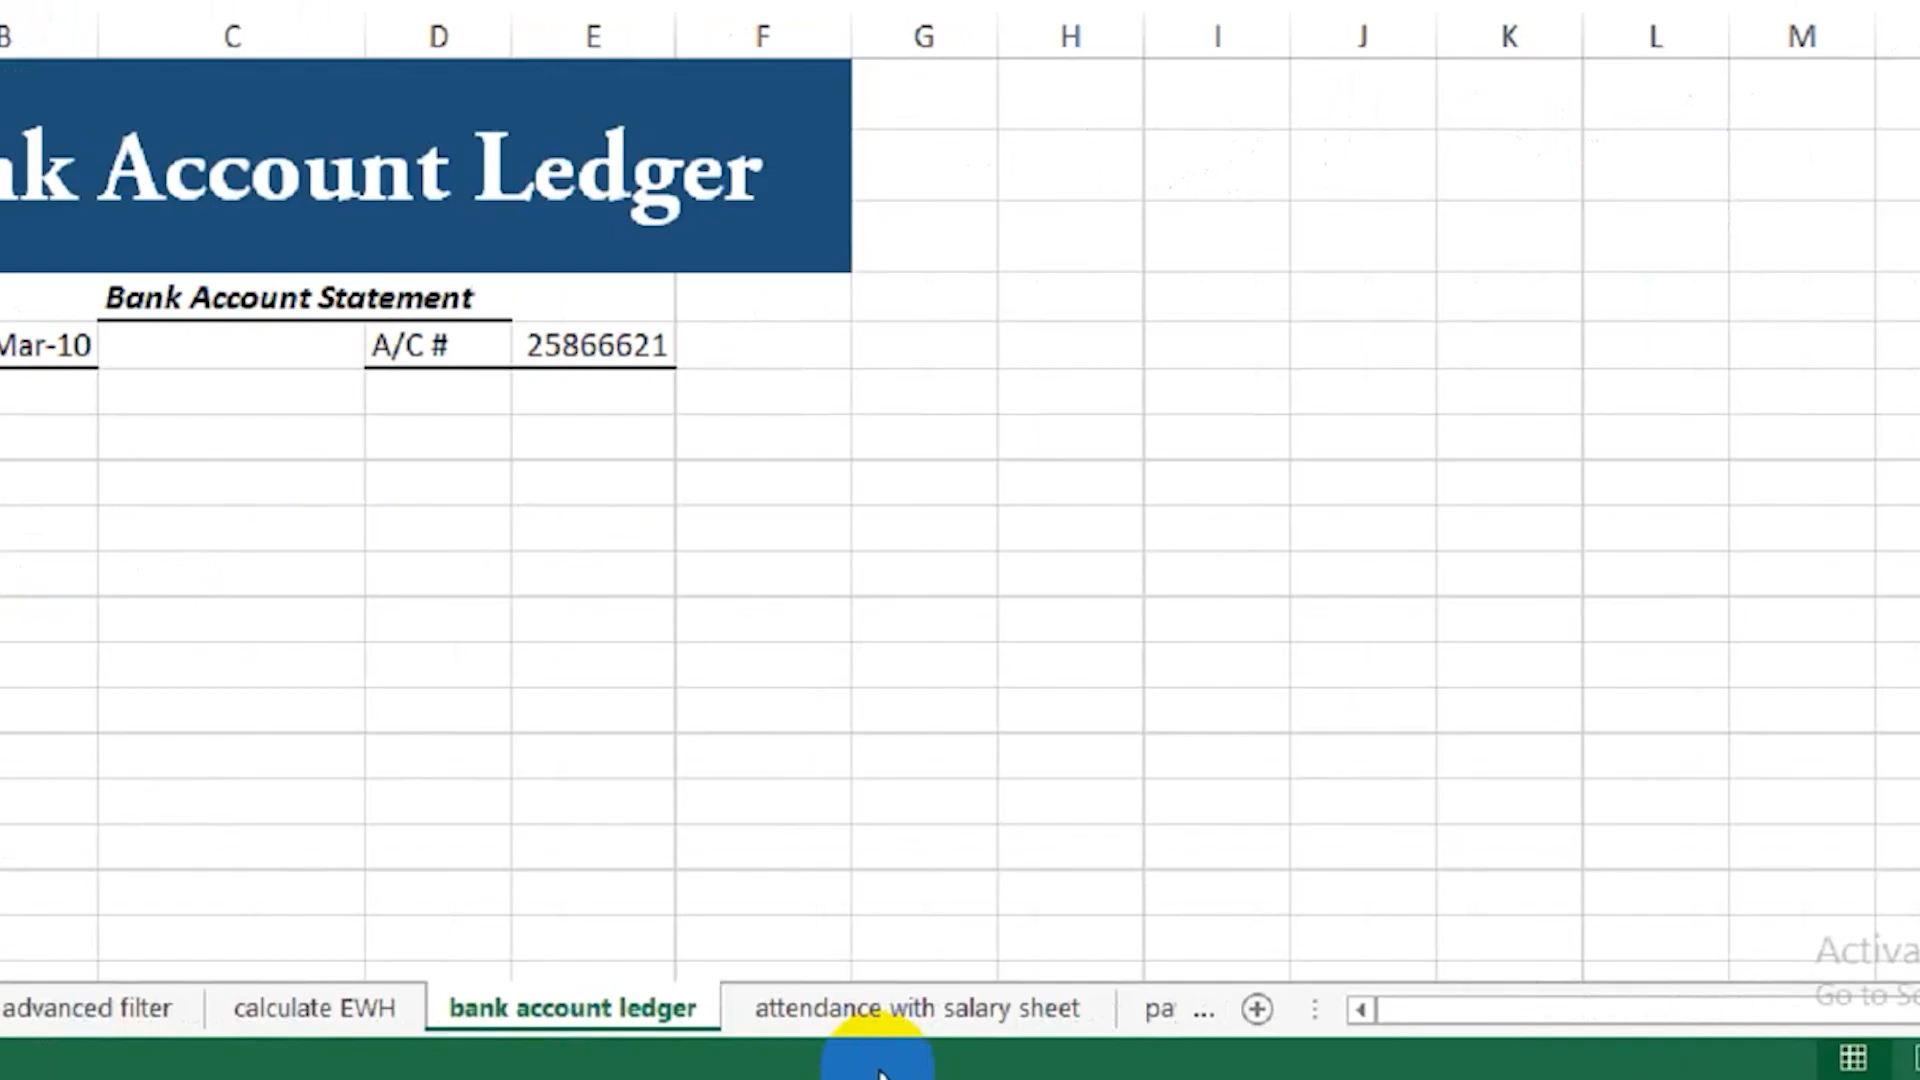 B C D E F G H I J K L M
nk Account Ledger
Bank Account Statement
Mar-10 A/C # 25866621
Activa
Go to Se
advanced filter calculate EWH bank account ledger attendance with salary sheet pa ...